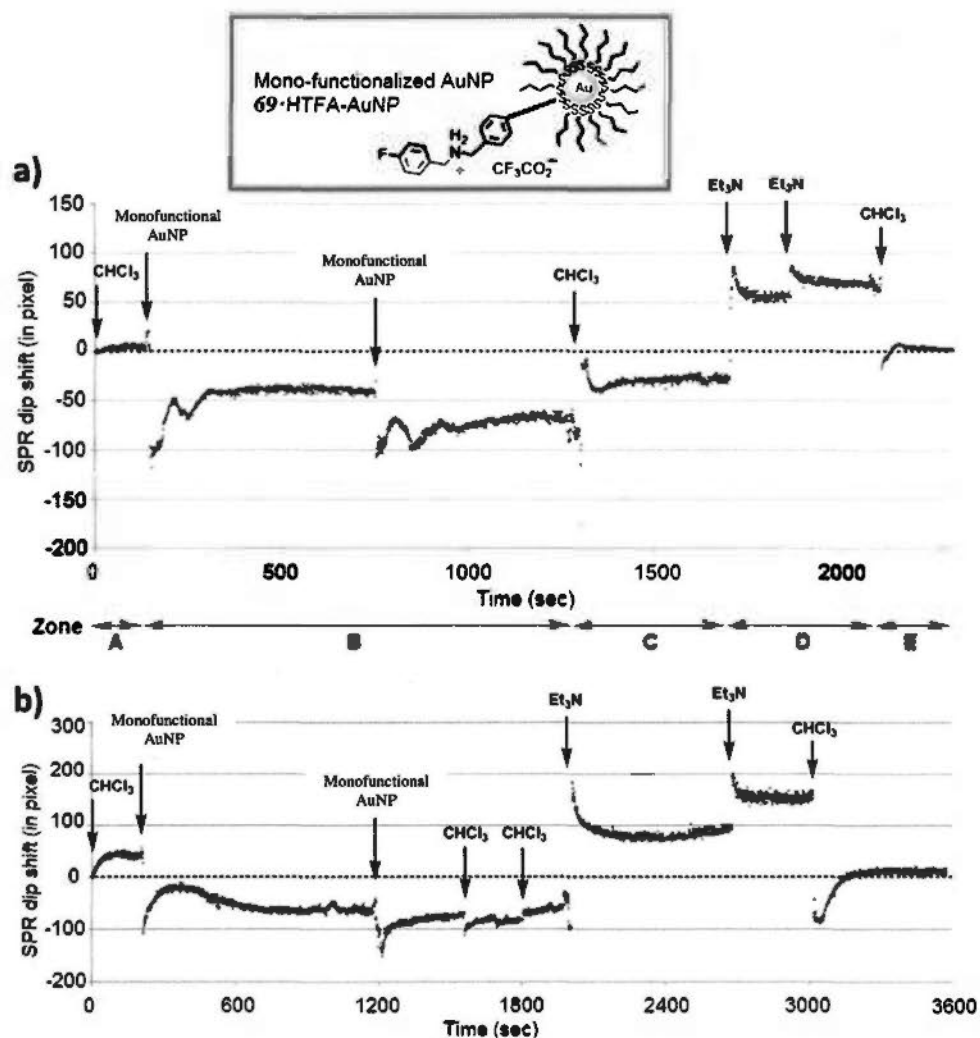 Mono-functionalized AuNP
69·HTFA-AuNP
Au
H2
F
N
+
CF3CO2−
a)
150
100
50
0
-50
-100
-150
-200
SPR dip shift (in pixel)
CHCl3
Monofunctional
AuNP
Monofunctional
AuNP
CHCl3
Et3N
Et3N
CHCl3
0
500
1000
1500
2000
Time (sec)
Zone
A
B
C
D
E
b)
300
200
100
0
-100
-200
SPR dip shift (in pixel)
CHCl3
Monofunctional
AuNP
Monofunctional
AuNP
CHCl3
CHCl3
Et3N
Et3N
CHCl3
0
600
1200
1800
2400
3000
3600
Time (sec)